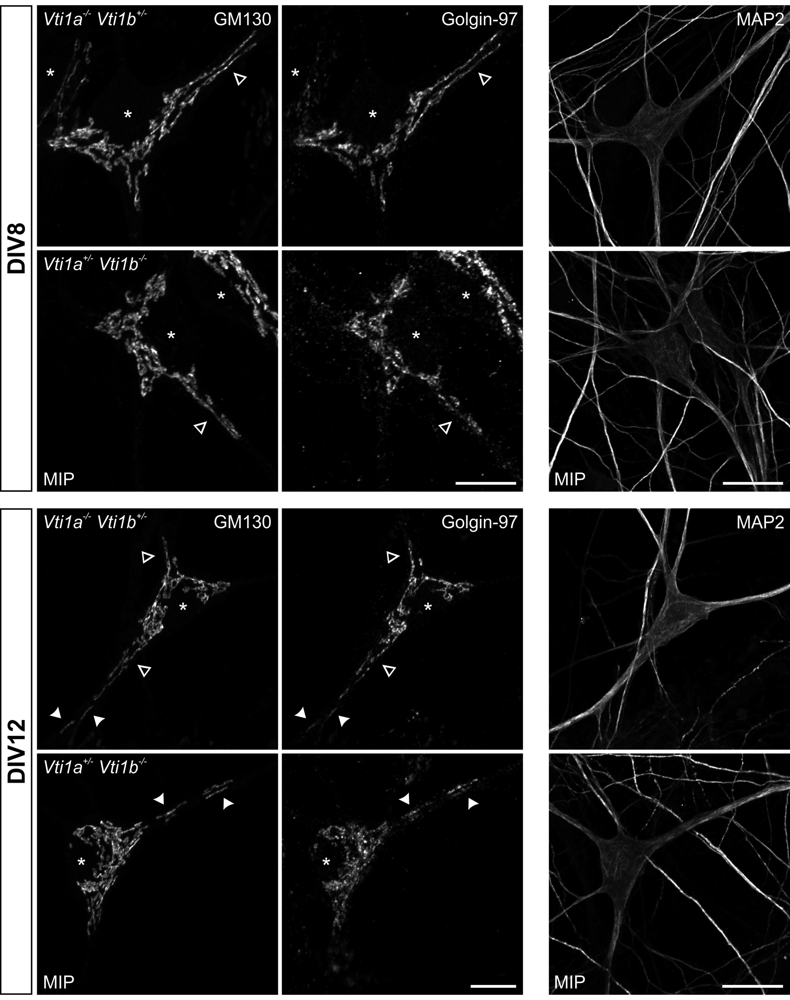 DIV8
Vti1a-/- Vti1b+/- GM130
Golgin-97
MAP2
*
*
*
*
Vti1a+/- Vti1b-/-
*
*
*
*
MIP
MIP
DIV12
Vti1a-/- Vti1b+/- GM130
Golgin-97
MAP2
*
*
Vti1a+/- Vti1b-/-
*
*
MIP
MIP